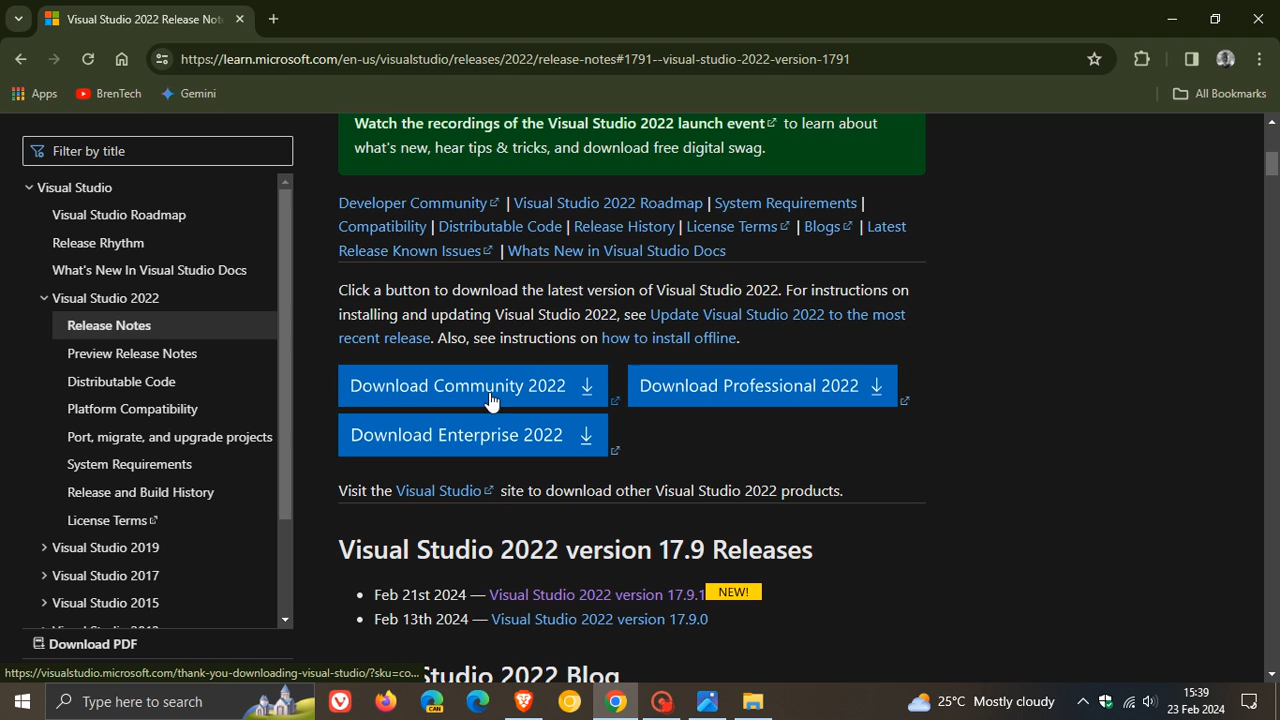 Visual Studio 2022 Release Not
https://learn.microsoft.com/en-us/visualstudio/releases/2022/release-notes#1791--visual-studio-2022-version-1791
Apps
BrenTech
Gemini
All Bookmarks
Filter by title
Visual Studio
Visual Studio Roadmap
Release Rhythm
What's New In Visual Studio Docs
Visual Studio 2022
Release Notes
Preview Release Notes
Distributable Code
Platform Compatibility
Port, migrate, and upgrade projects
System Requirements
Release and Build History
License Terms
Visual Studio 2019
Visual Studio 2017
Visual Studio 2015
Download PDF
Watch the recordings of the Visual Studio 2022 launch event to learn about
what's new, hear tips & tricks, and download free digital swag.
Developer Community | Visual Studio 2022 Roadmap | System Requirements |
Compatibility | Distributable Code | Release History | License Terms | Blogs | Latest
Release Known Issues | Whats New in Visual Studio Docs
Click a button to download the latest version of Visual Studio 2022. For instructions on
installing and updating Visual Studio 2022, see Update Visual Studio 2022 to the most
recent release. Also, see instructions on how to install offline.
Download Community 2022
Download Professional 2022
Download Enterprise 2022
Visit the Visual Studio site to download other Visual Studio 2022 products.
Visual Studio 2022 version 17.9 Releases
• Feb 21st 2024 — Visual Studio 2022 version 17.9.1 NEW!
• Feb 13th 2024 — Visual Studio 2022 version 17.9.0
Studio 2022 Blog
https://visualstudio.microsoft.com/thank-you-downloading-visual-studio/?sku=co...
Type here to search
CAN
25°C Mostly cloudy
15:39
23 Feb 2024